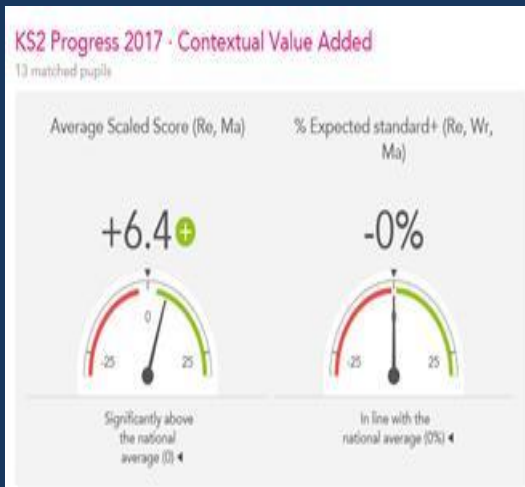 KS2 Progress 2017 · Contextual Value Added
13 matched pupils
Average Scaled Score (Re, Ma)
+6.4 +
0
-25 25
Significantly above
the national
average (0) ◄
% Expected standard+ (Re, Wr,
Ma)
-0%
0
-25 25
In line with the
national average (0%) ◄